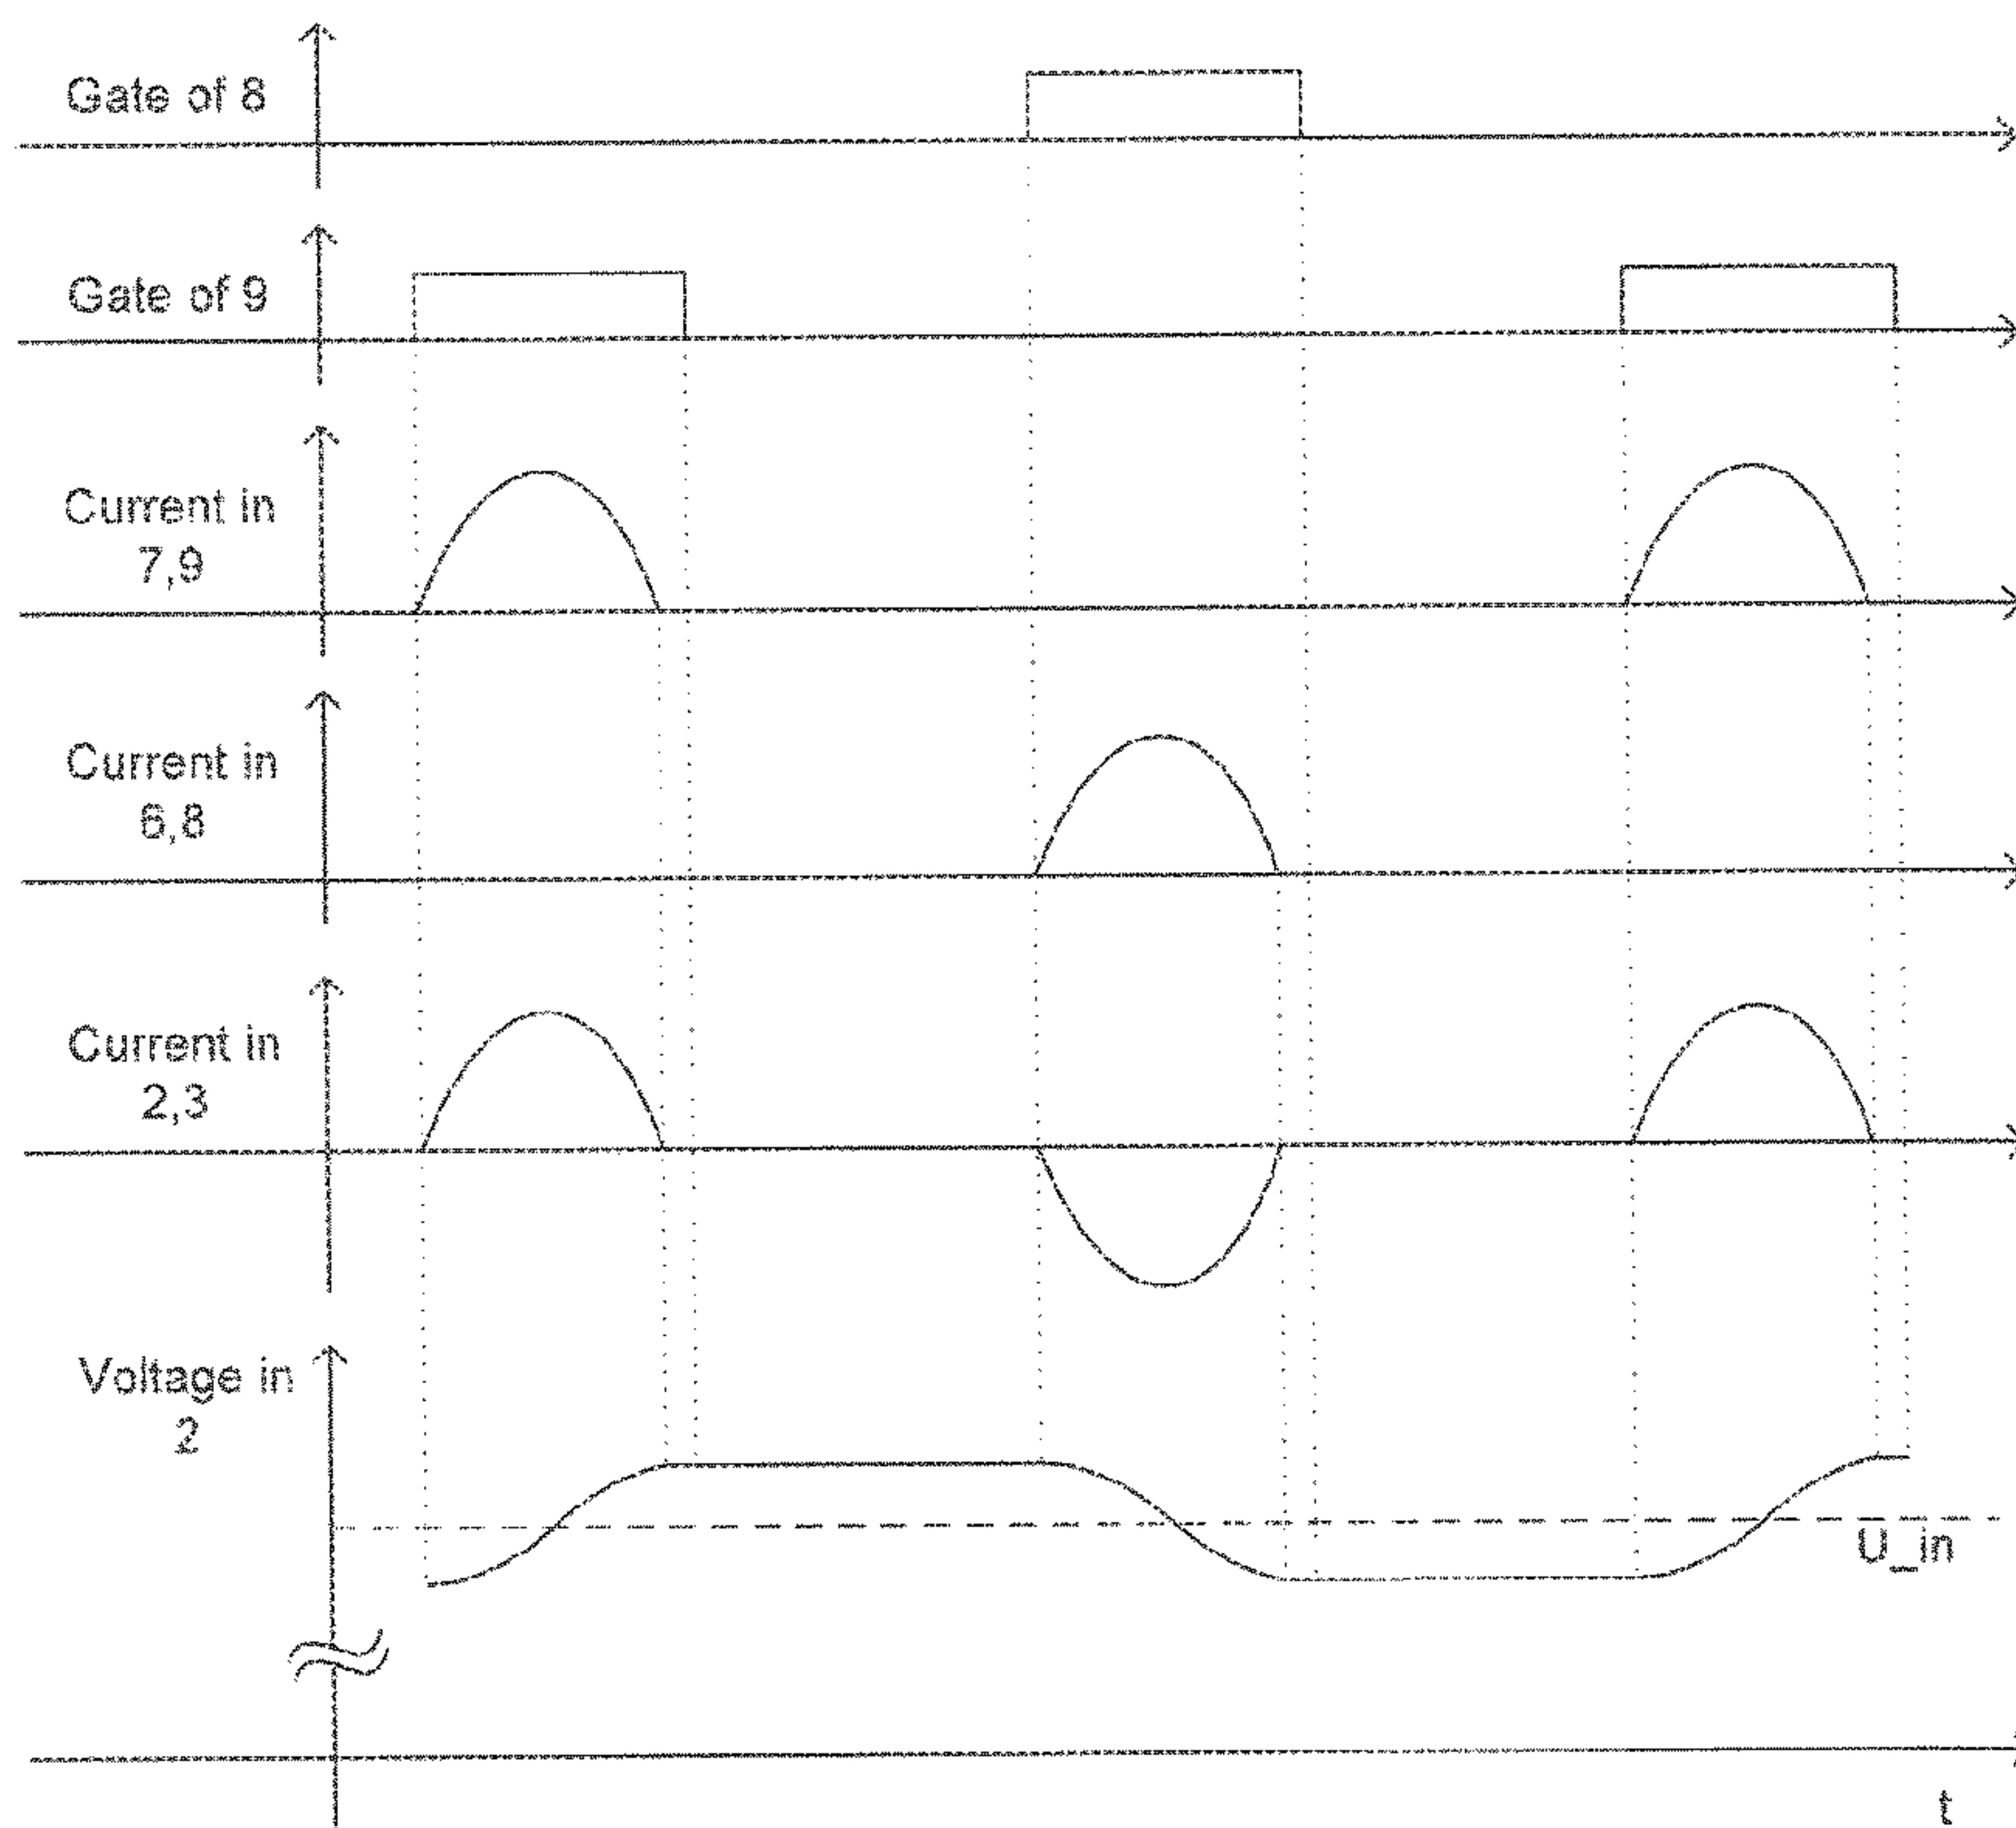 Gate of 8
Gate of 9
Current in
7,9
Current in
6,8
Current in
2,3
Voltage in
2
U_in
t